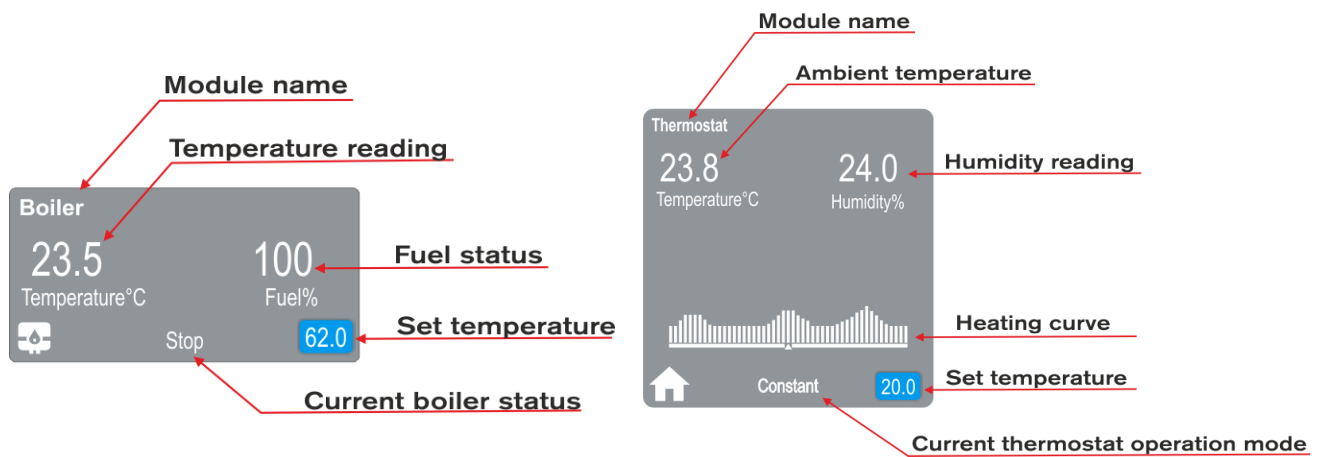 Module name
Temperature reading
Boiler
23.5
100
Fuel status
Temperature°C
Fuel%
Stop
62.0
Set temperature
Current boiler status
Module name
Ambient temperature
Thermostat
23.8
24.0
Humidity reading
Temperature°C
Humidity%
Heating curve
Constant
20.0
Set temperature
Current thermostat operation mode